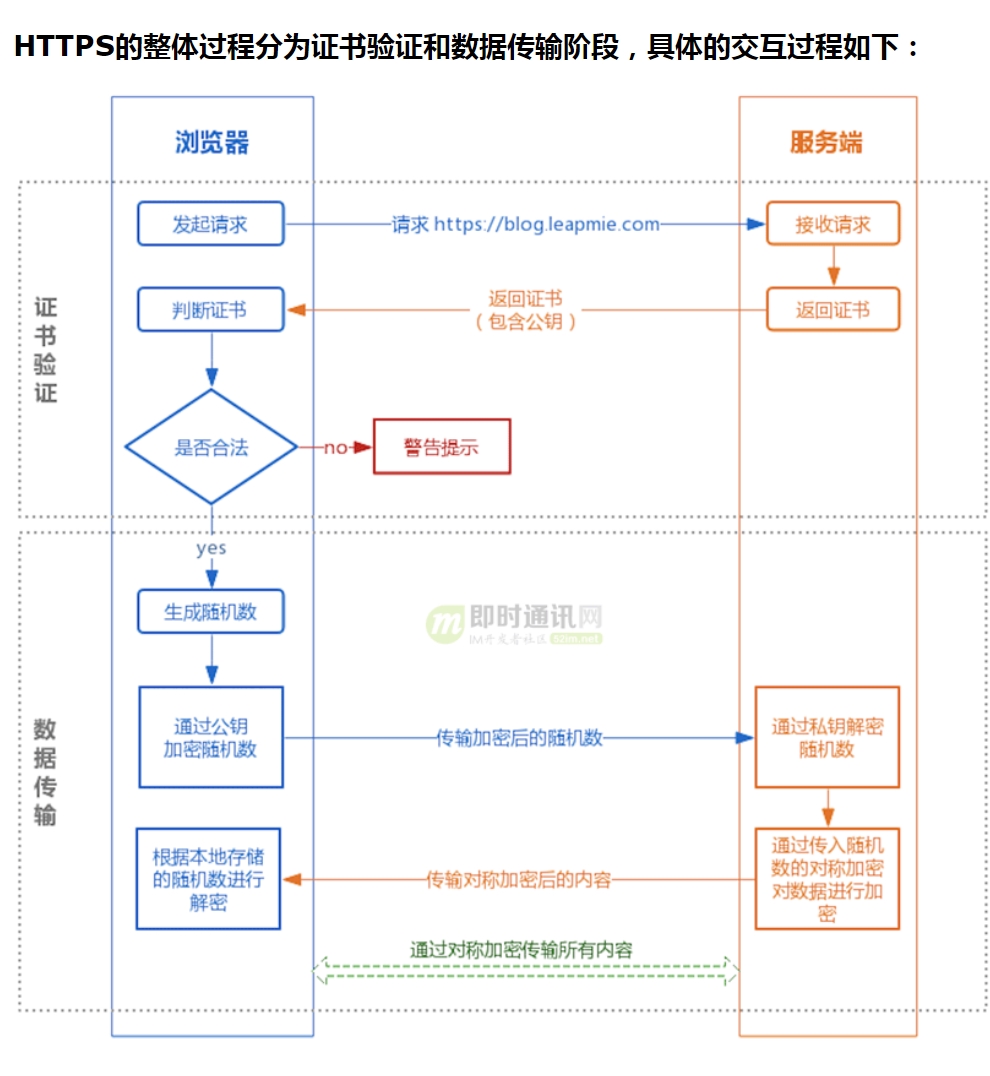 HTTPS的整体过程分为证书验证和数据传输阶段，具体的交互过程如下：
浏览器
服务端
证
书
验
证
发起请求
请求 https://blog.leapmie.com
接收请求
判断证书
返回证书
（包含公钥）
返回证书
是否合法
no
警告提示
yes
数
据
传
输
生成随机数
即时通讯网
IM开发者社区 52im.net
通过公钥
加密随机数
传输加密后的随机数
通过私钥解密
随机数
根据本地存储
的随机数进行
解密
传输对称加密后的内容
通过传入随机
数的对称加密
对数据进行加
密
通过对称加密传输所有内容